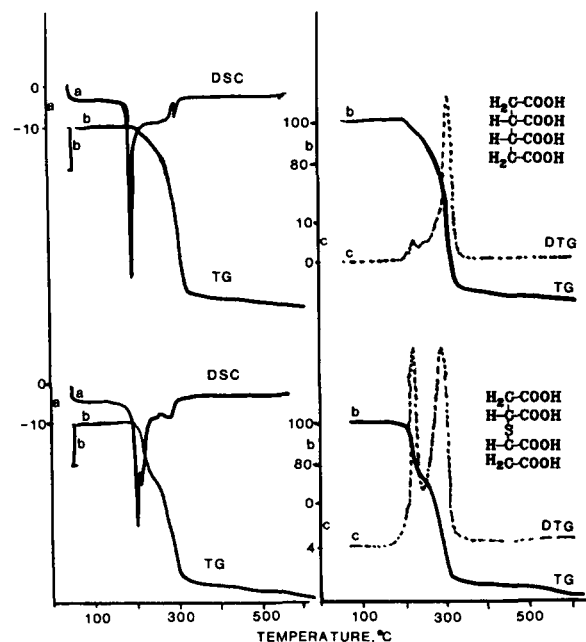 0
a
-10
b
a
b
DSC
TG
100
b
80
10
c
0
b
c
H₂C-COOH
H-C-COOH
H-C-COOH
H₂C-COOH
DTG
TG
0
a
-10
b
a
b
DSC
TG
100
b
80
0
c
4
b
c
H₂C-COOH
H-C-COOH
S
H-C-COOH
H₂C-COOH
DTG
TG
100 300 500
100 300 500
TEMPERATURE, °C